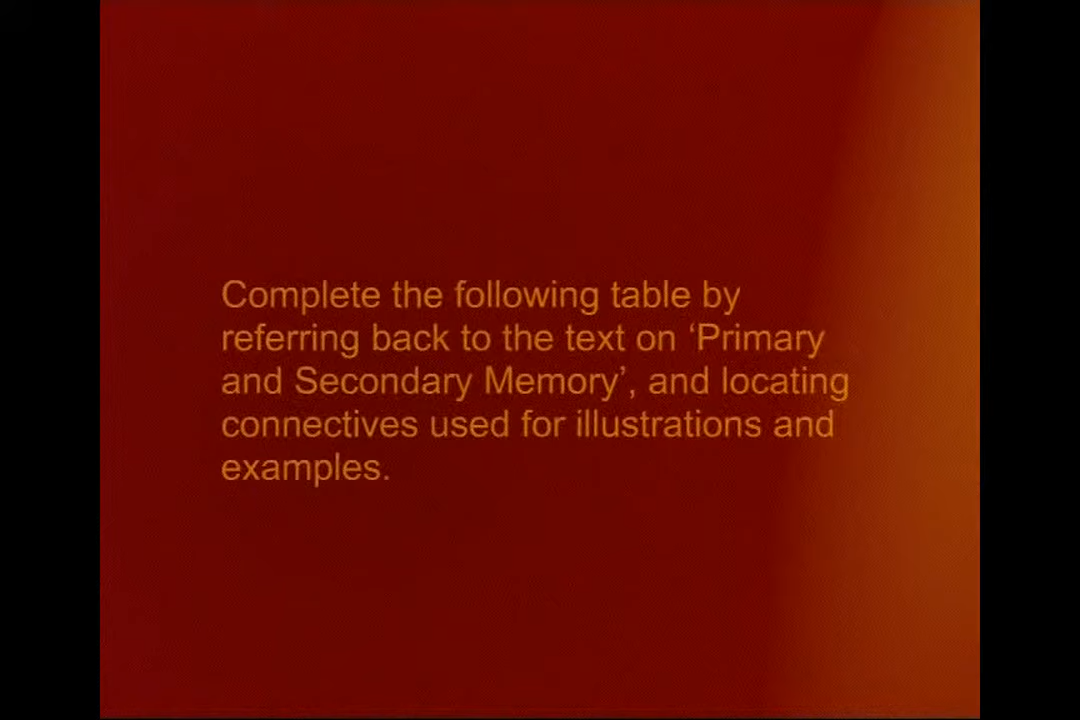 Complete the following table by
referring back to the text on ‘Primary
and Secondary Memory’, and locating
connectives used for illustrations and
examples.